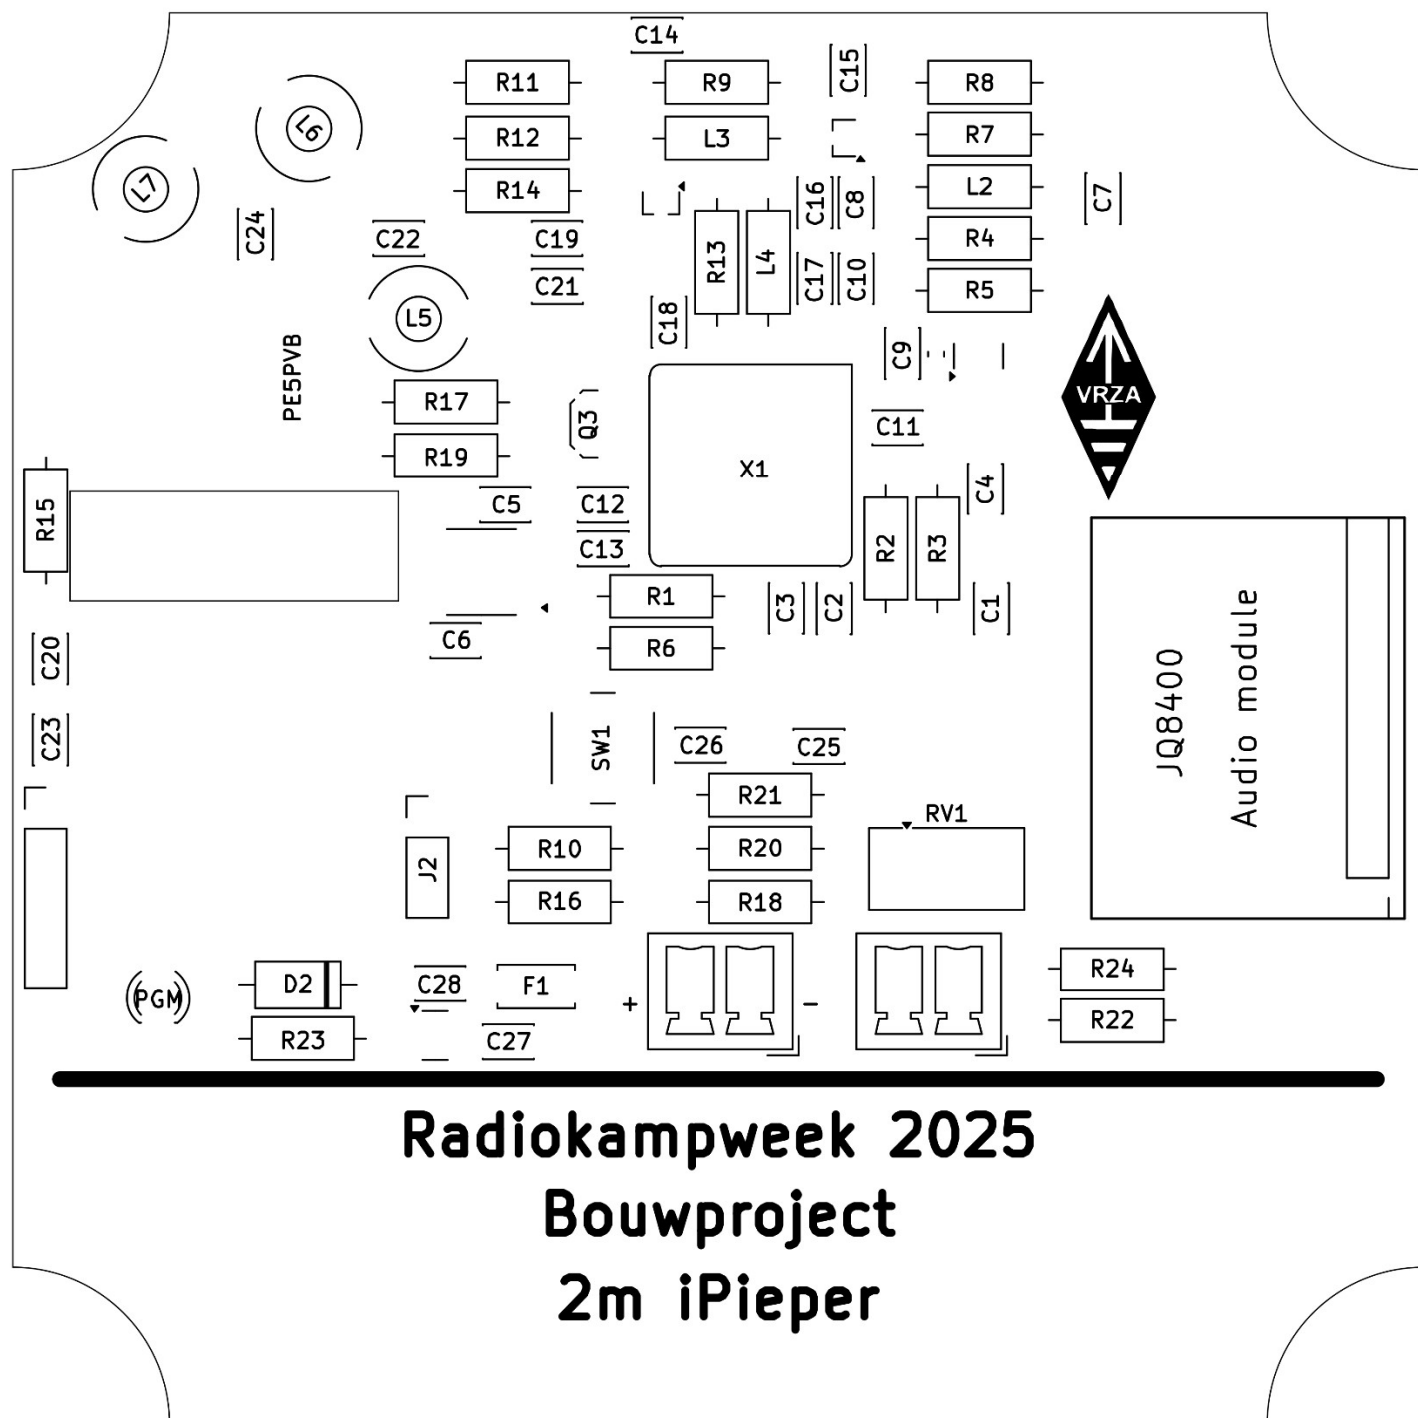 C14
R11
R9
C15
R8
L6
R12
L3
R7
L7
R14
C16
C8
L2
C7
C24
C22
C19
R13
L4
R4
C21
C17
C10
R5
L5
C18
PE5PVB
C9
VRZA
R17
Q3
C11
R19
X1
C5
C12
C4
R15
C13
R2
R3
R1
C3
C2
C1
C6
R6
C20
JQ8400
Audio module
C23
SW1
C26
C25
R21
RV1
J2
R10
R20
R16
R18
PGM
D2
C28
F1
+
-
R24
R23
C27
R22
Radiokampweek 2025
Bouwproject
2m iPieper